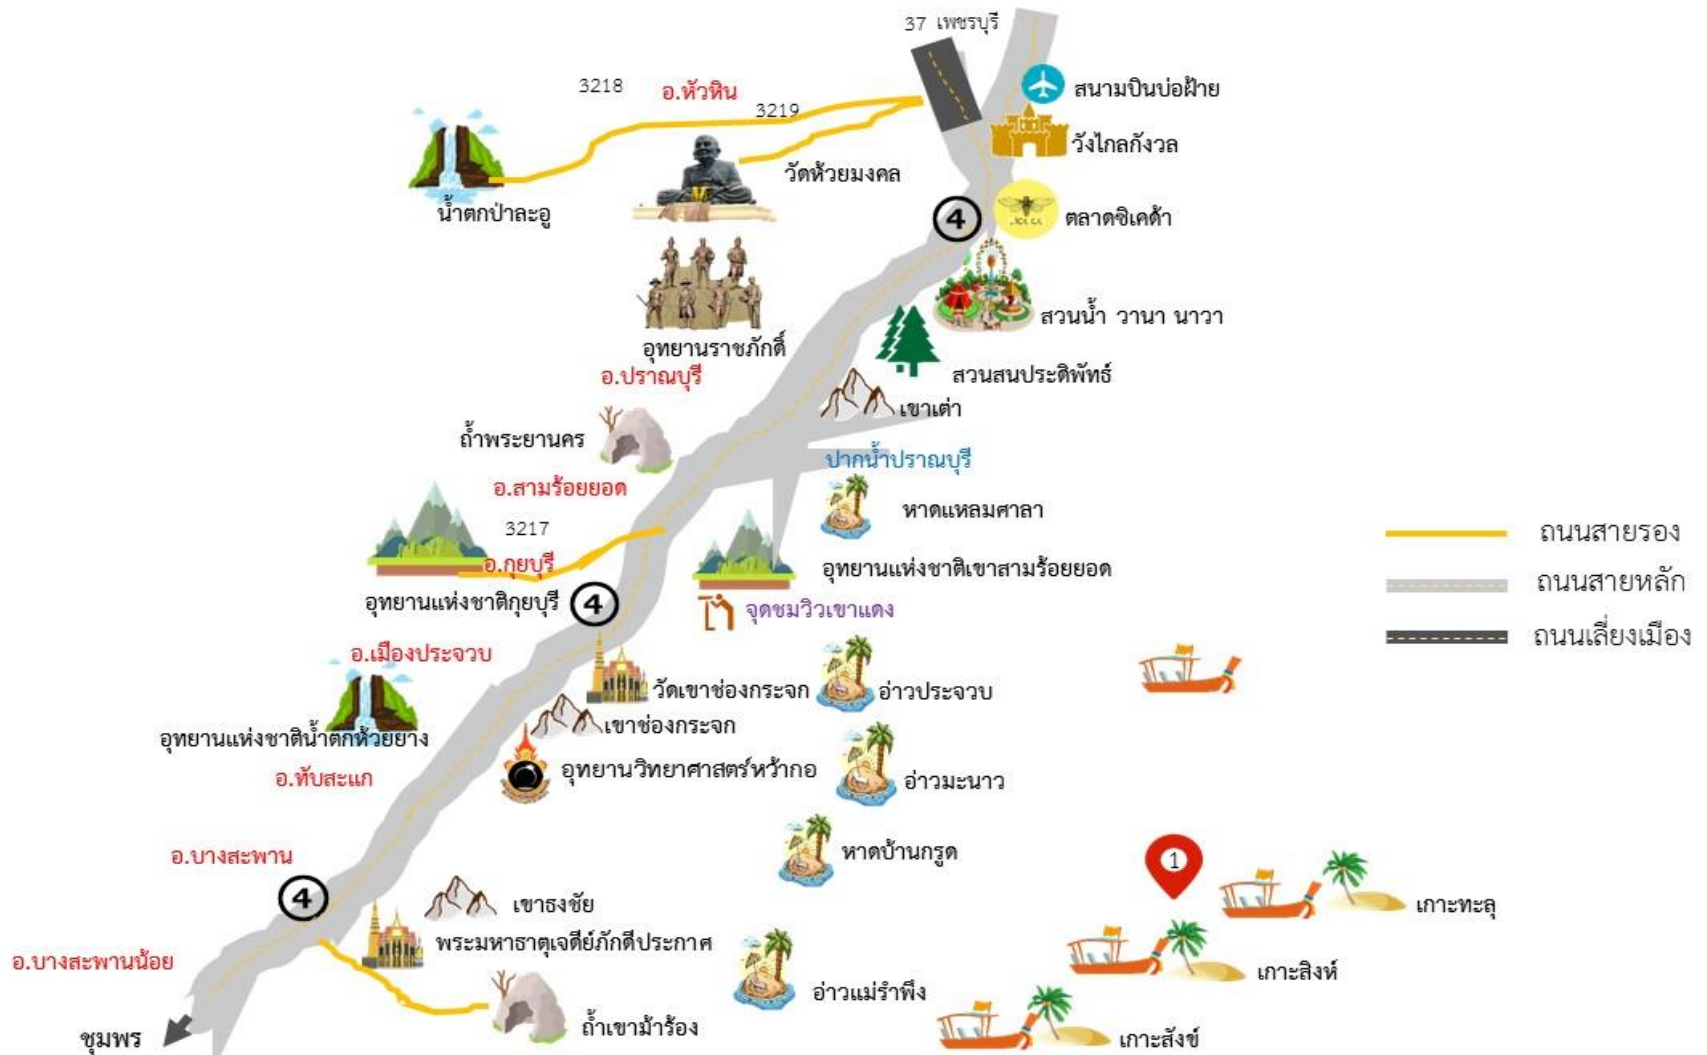 37 เพชรบุรี
3218
อ.หัวหิน
3219
สนามบินบ่อฝ้าย
วังไกลกังวล
วัดห้วยมงคล
น้ำตกป่าละอู
4
ตลาดซิเคด้า
สวนน้ำ วานา นาวา
อุทยานราชภักดิ์
อ.ปราณบุรี
สวนสนประดิพัทธ์
เขาเต่า
ถ้ำพระยานคร
ปากน้ำปราณบุรี
อ.สามร้อยยอด
หาดแหลมศาลา
3217
ถนนสายรอง
อ.กุยบุรี
อุทยานแห่งชาติเขาสามร้อยยอด
ถนนสายหลัก
อุทยานแห่งชาติกุยบุรี
4
จุดชมวิวเขาแดง
ถนนเลี่ยงเมือง
อ.เมืองประจวบ
วัดเขาช่องกระจก
อ่าวประจวบ
เขาช่องกระจก
อุทยานแห่งชาติน้ำตกห้วยยาง
อุทยานวิทยาศาสตร์หว้ากอ
อ.ทับสะแก
อ่าวมะนาว
หาดบ้านกรูด
อ.บางสะพาน
1
4
เขาธงชัย
เกาะทะลุ
พระมหาธาตุเจดีย์ภักดีประกาศ
อ.บางสะพานน้อย
เกาะสิงห์
อ่าวแม่รำพึง
ถ้ำเขาม้าร้อง
ชุมพร
เกาะสังข์